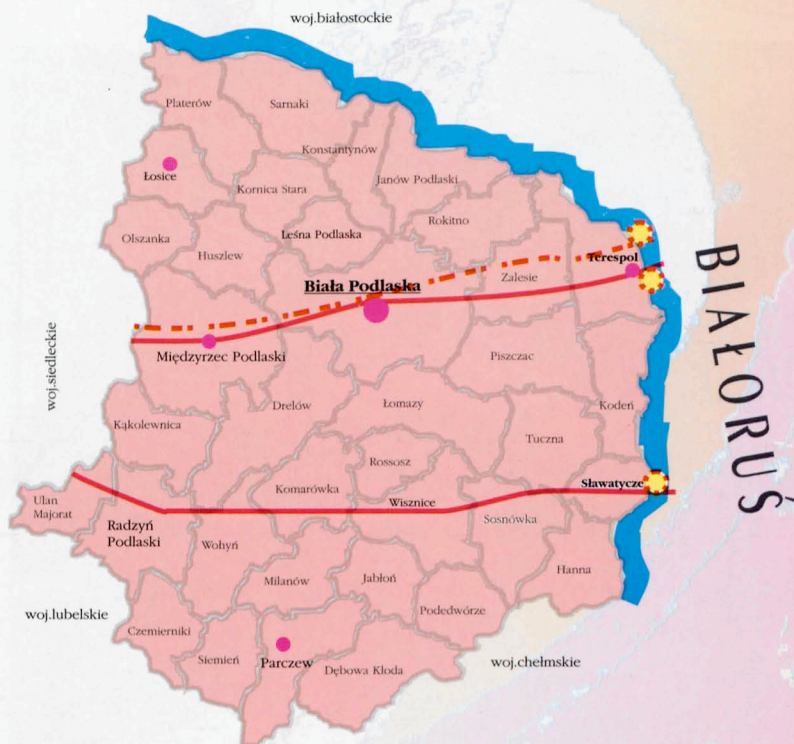 woj.białostockie
Platerów
Sarnaki
Konstantynów
Łosice
Kornica Stara
Janów Podlaski
Rokitno
Olszanka
Huszlew
Leśna Podlaska
Terespol
Zalesie
Biała Podlaska
BIAŁORUŚ
woj.siedleckie
Międzyrzec Podlaski
Piszczac
Drelów
Łomazy
Kodeń
Kąkolewnica
Tuczna
Rossosz
Komarówka
Sławatycze
Ulan
Majorat
Wisznice
Radzyń
Podlaski
Sosnówka
Wohyń
Hanna
Milanów
Jabłoń
Podedwórze
woj.lubelskie
Czemierniki
Siemień
Parczew
Dębowa Kłoda
woj.chełmskie